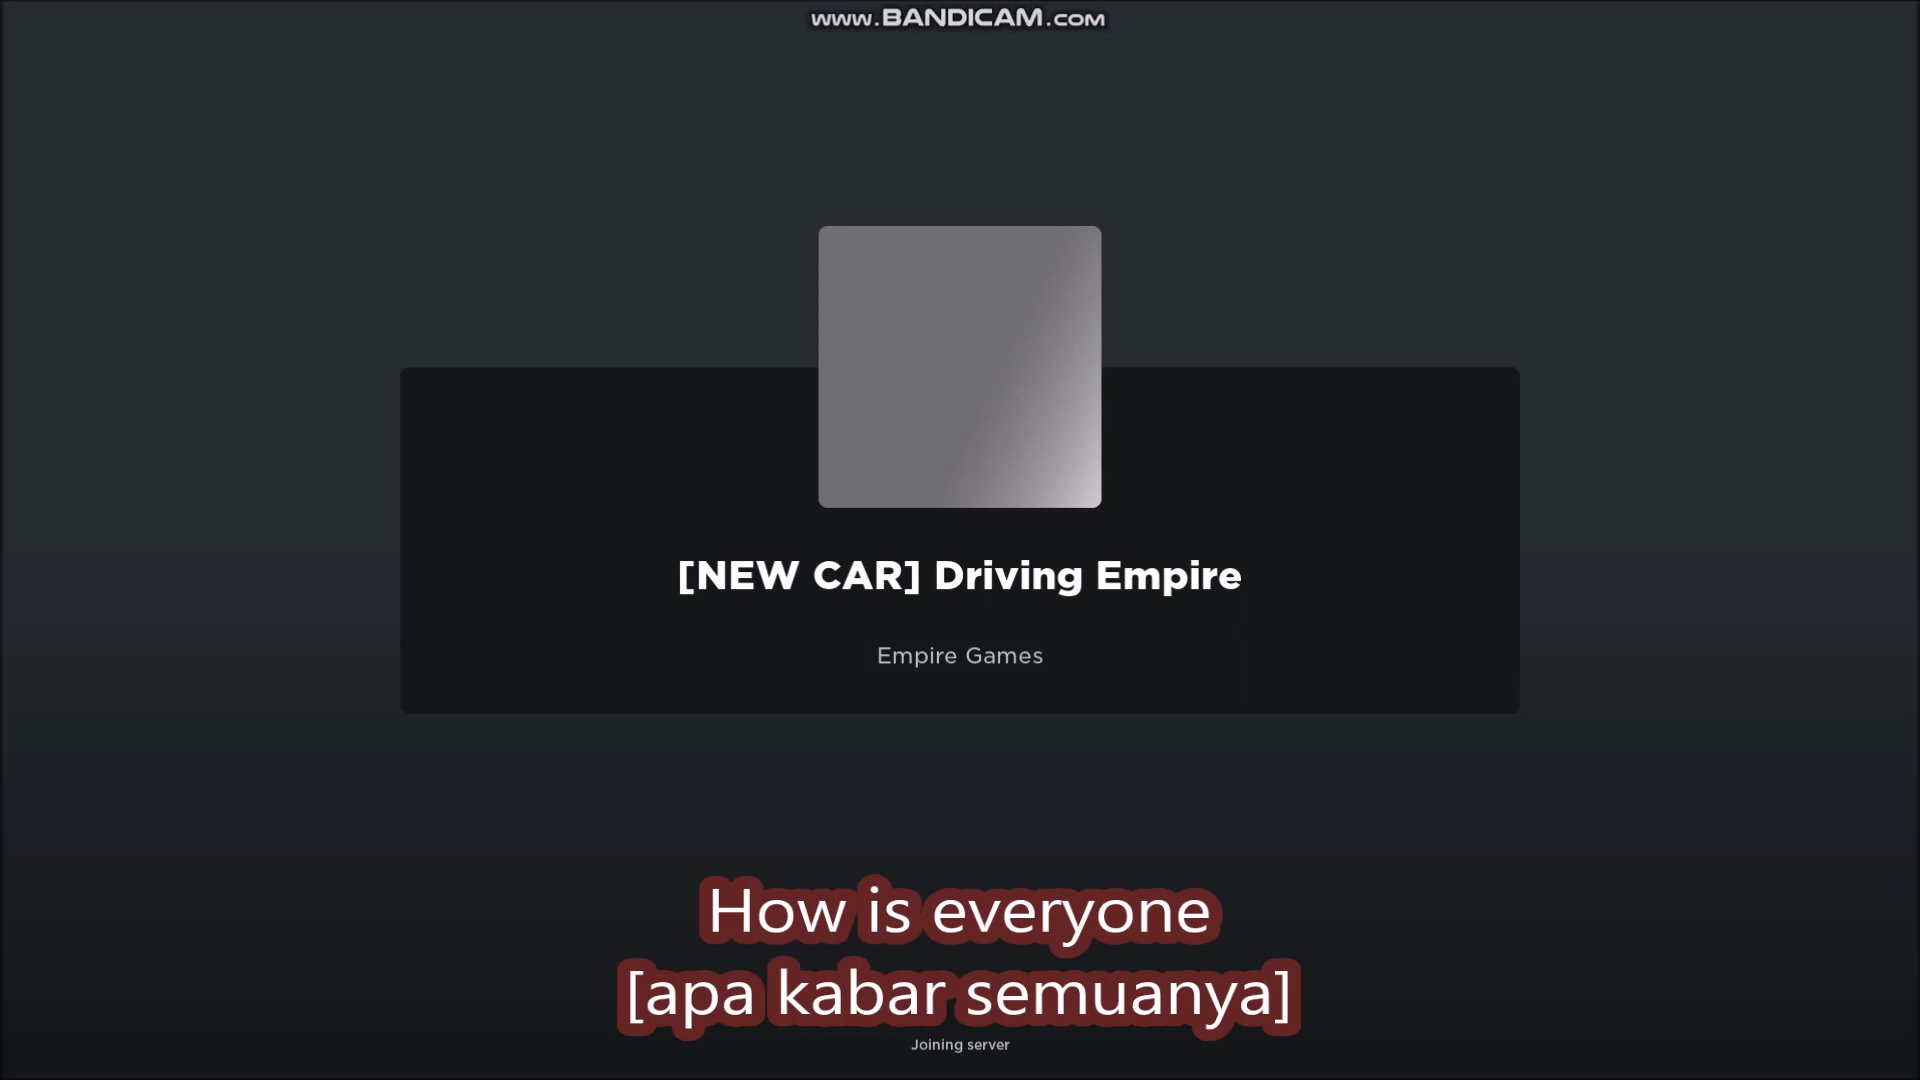 www.BANDICAM.com
[NEW CAR] Driving Empire
Empire Games
How is everyone
[apa kabar semuanya]
Joining server